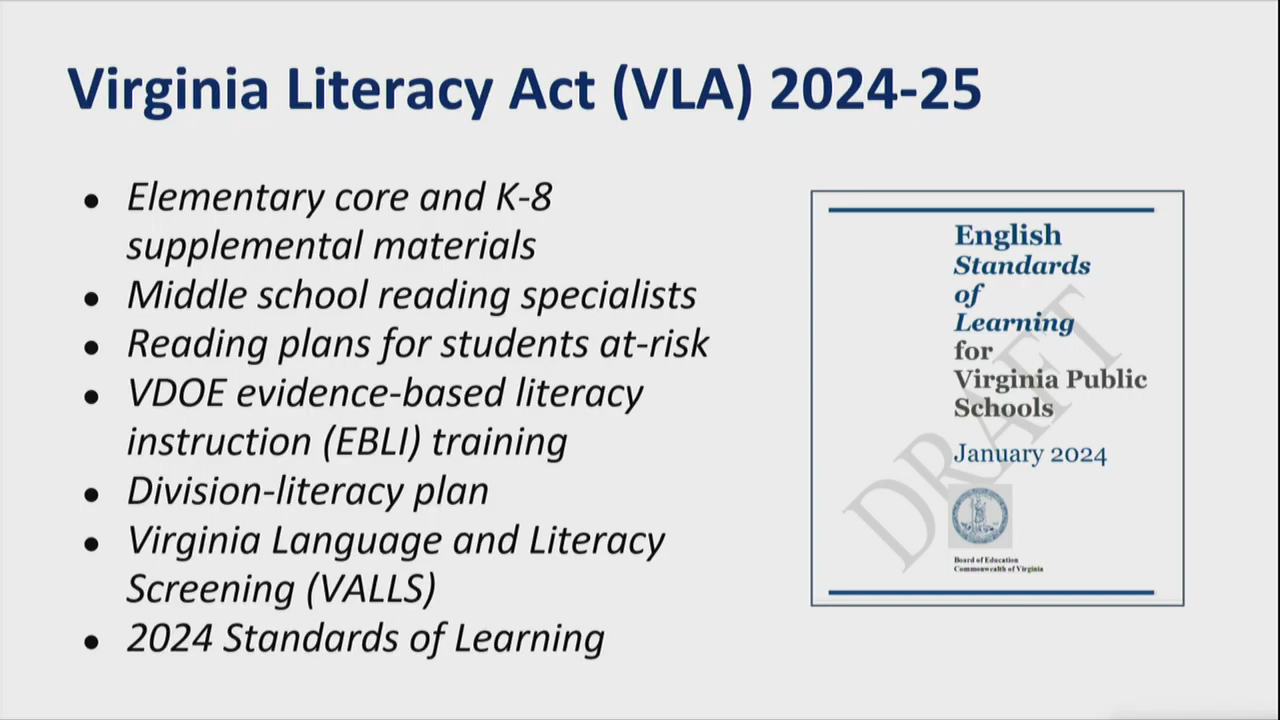 Virginia Literacy Act (VLA) 2024-25
● Elementary core and K-8
supplemental materials
● Middle school reading specialists
● Reading plans for students at-risk
● VDOE evidence-based literacy
instruction (EBLI) training
● Division-literacy plan
● Virginia Language and Literacy
Screening (VALLS)
● 2024 Standards of Learning
English
Standards
of
Learning
for
Virginia Public
Schools
January 2024
DRAFT
Board of Education
Commonwealth of Virginia